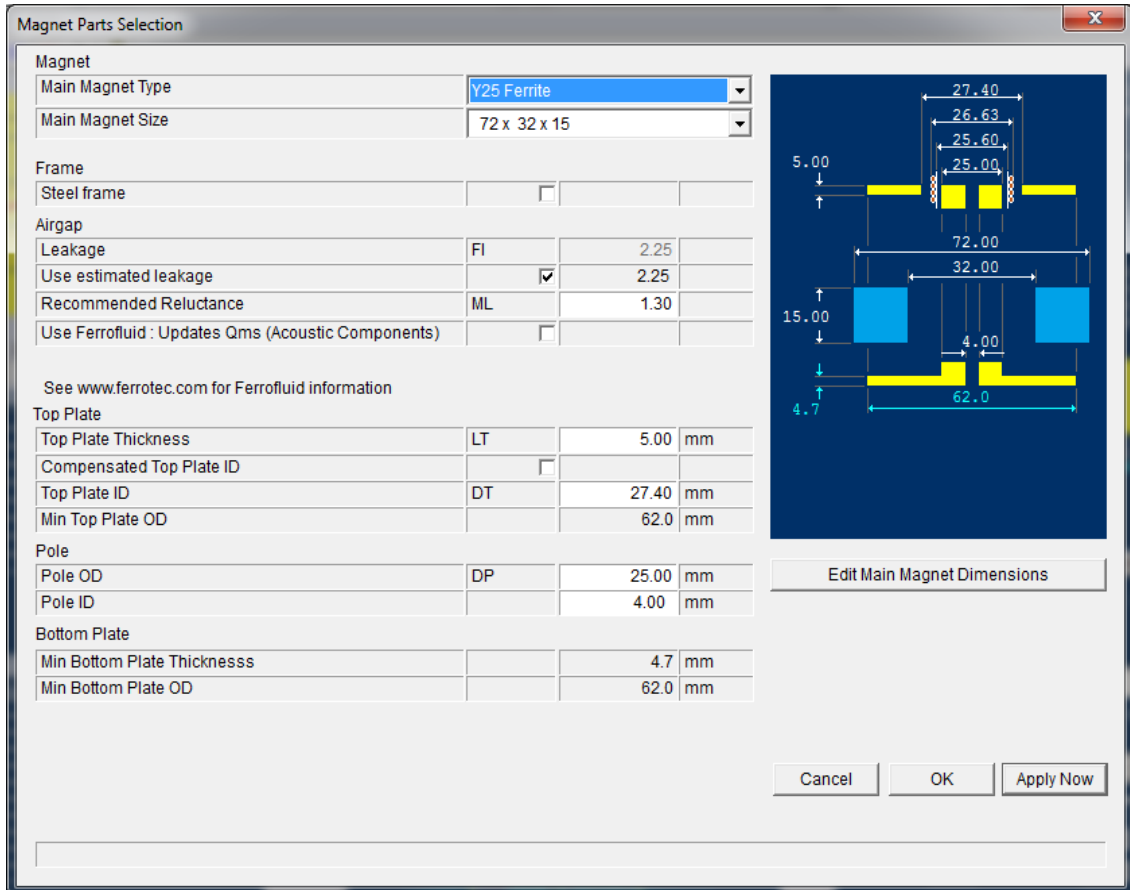 Magnet Parts Selection
Magnet
Main Magnet Type Y25 Ferrite
Main Magnet Size 72 x 32 x 15
Frame
Steel frame
Airgap
Leakage Fl 2.25
Use estimated leakage 2.25
Recommended Reluctance ML 1.30
Use Ferrofluid : Updates Qms (Acoustic Components)
See www.ferrotec.com for Ferrofluid information
Top Plate
Top Plate Thickness LT 5.00 mm
Compensated Top Plate ID
Top Plate ID DT 27.40 mm
Min Top Plate OD 62.0 mm
Pole
Pole OD DP 25.00 mm
Pole ID 4.00 mm
Bottom Plate
Min Bottom Plate Thicknesss 4.7 mm
Min Bottom Plate OD 62.0 mm
27.40
26.63
25.60
5.00 25.00
72.00
32.00
15.00
4.00
4.7 62.0
Edit Main Magnet Dimensions
Cancel OK Apply Now